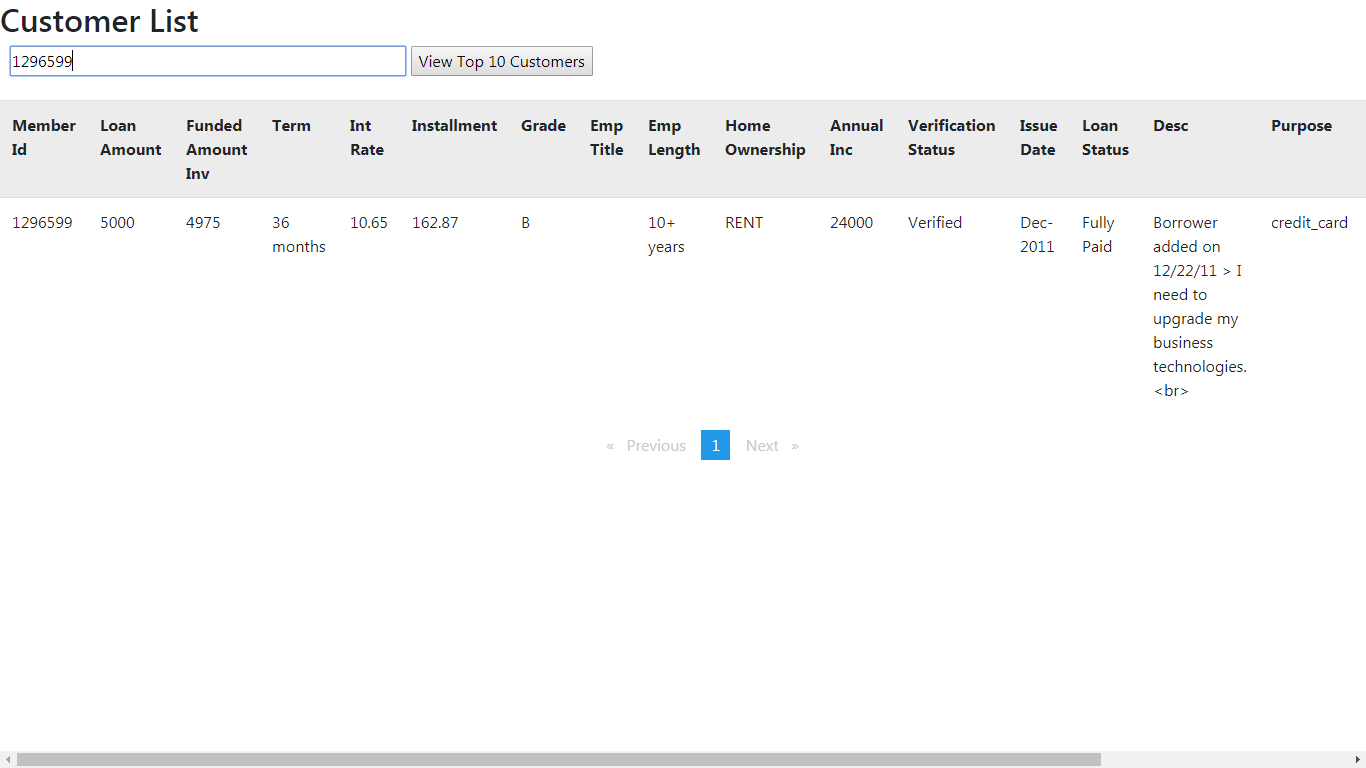 Customer List
1296599 View Top 10 Customers
Member Loan Funded Term Int Installment Grade Emp Emp Home Annual Verification Issue Loan Desc Purpose
Id Amount Amount Rate Title Length Ownership Inc Status Date Status
Inv
1296599 5000 4975 36 10.65 162.87 B 10+ RENT 24000 Verified Dec- Fully Borrower credit_card
months years 2011 Paid added on
12/22/11 > I
need to
upgrade my
business
technologies.
<br>
« Previous 1 Next »